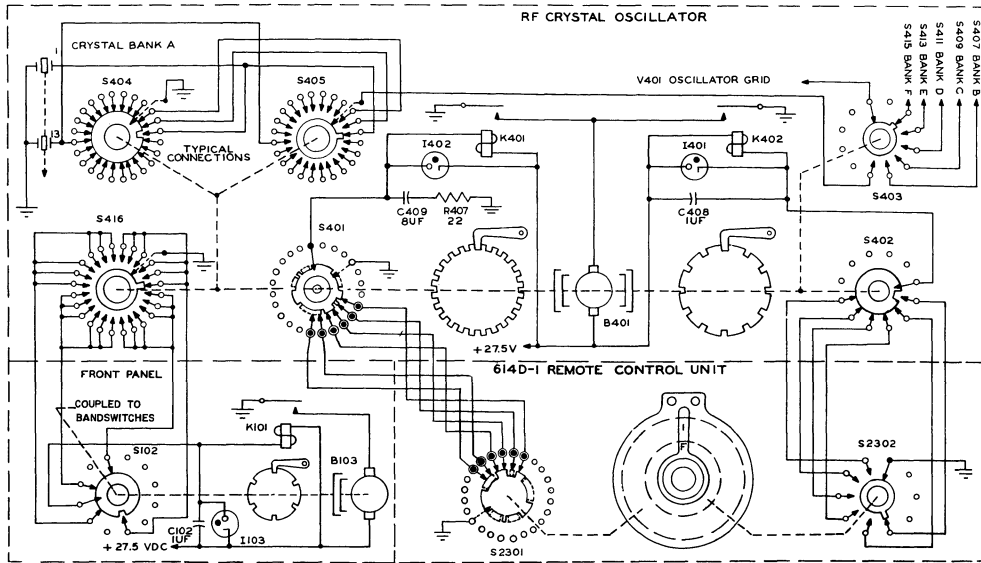 RF CRYSTAL OSCILLATOR
CRYSTAL BANK A
1
13
S404
S405
TYPICAL
CONNECTIONS
V401 OSCILLATOR GRID
S415 BANK F
S413 BANK E
S411 BANK D
S409 BANK C
S407 BANK B
K401
I402
I401
K402
S403
C409
8UF
R407
22
C408
1UF
S416
S401
S402
B401
+27.5V
FRONT PANEL
614D-1 REMOTE CONTROL UNIT
COUPLED TO
BANDSWITCHES
K101
S102
B103
I
F
S2302
C102
1UF
I103
+27.5 VDC
S2301